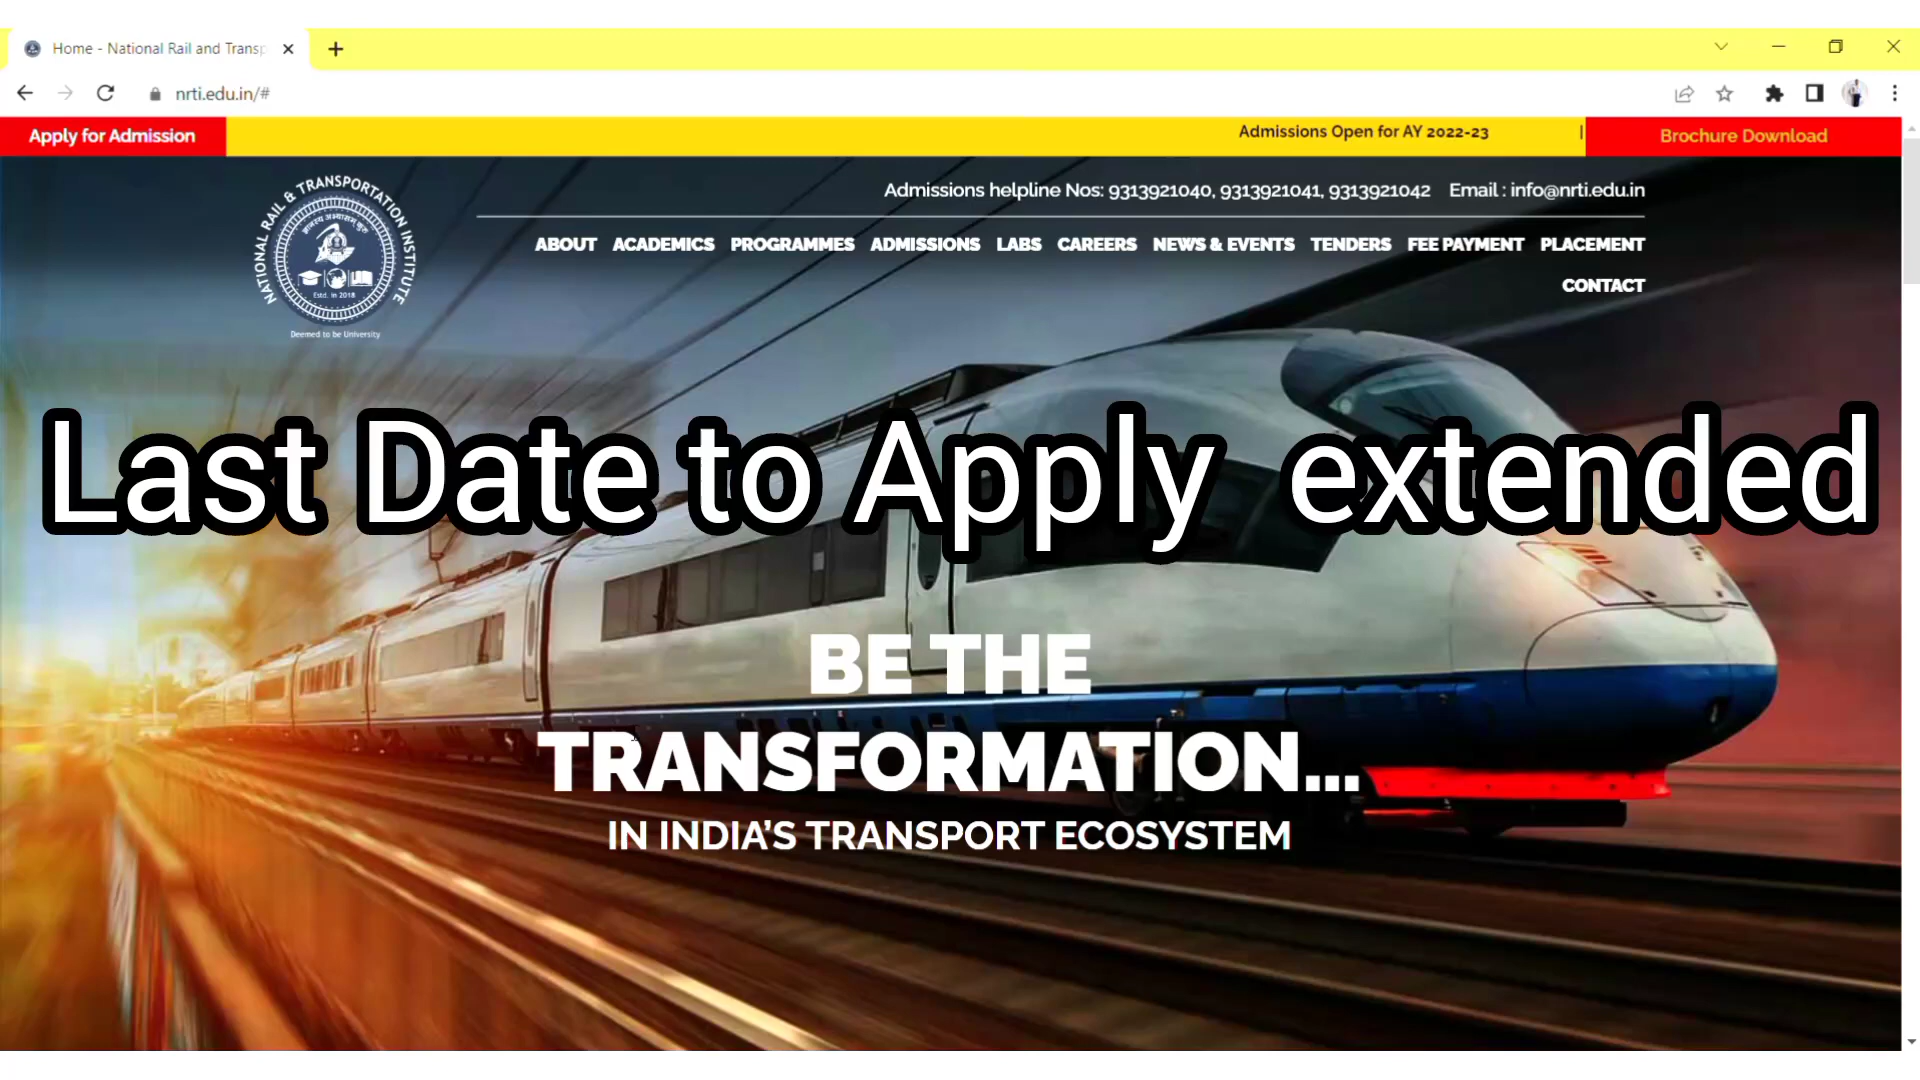 Home - National Rail and Transp
nrti.edu.in/#
Apply for Admission
Admissions Open for AY 2022-23
Brochure Download
NATIONAL RAIL & TRANSPORTATION INSTITUTE
Estd. in 2018
Deemed to be University
Admissions helpline Nos: 9313921040, 9313921041, 9313921042 Email : info@nrti.edu.in
ABOUT ACADEMICS PROGRAMMES ADMISSIONS LABS CAREERS NEWS & EVENTS TENDERS FEE PAYMENT PLACEMENT
CONTACT
Last Date to Apply extended
BE THE
TRANSFORMATION...
IN INDIA'S TRANSPORT ECOSYSTEM